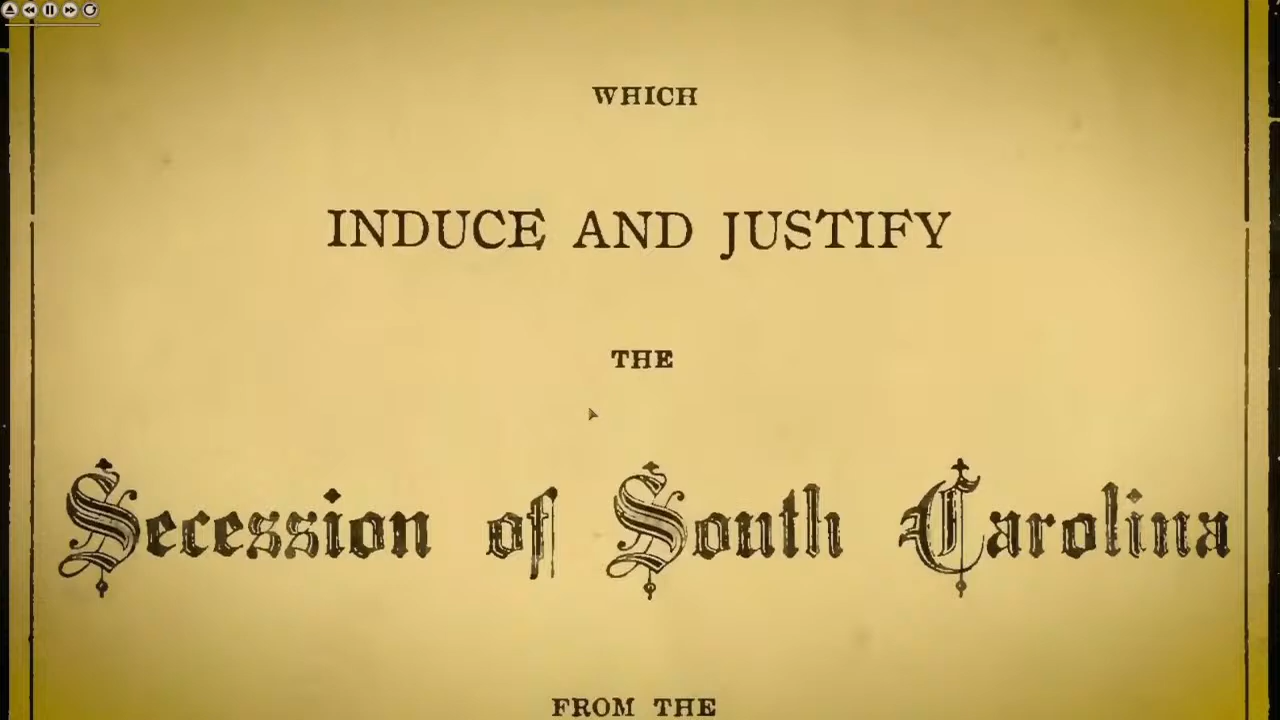 WHICH
INDUCE AND JUSTIFY
THE
Secession of South Carolina
FROM THE